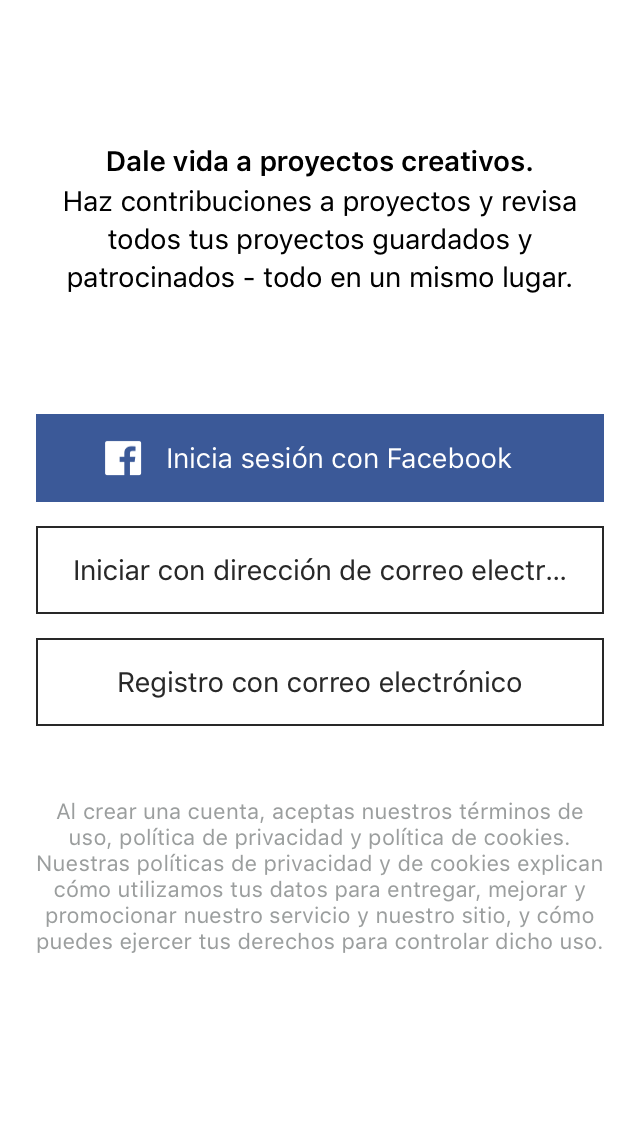 Dale vida a proyectos creativos.
Haz contribuciones a proyectos y revisa
todos tus proyectos guardados y
patrocinados - todo en un mismo lugar.
Inicia sesión con Facebook
Iniciar con dirección de correo electr...
Registro con correo electrónico
Al crear una cuenta, aceptas nuestros términos de
uso, política de privacidad y política de cookies.
Nuestras políticas de privacidad y de cookies explican
cómo utilizamos tus datos para entregar, mejorar y
promocionar nuestro servicio y nuestro sitio, y cómo
puedes ejercer tus derechos para controlar dicho uso.